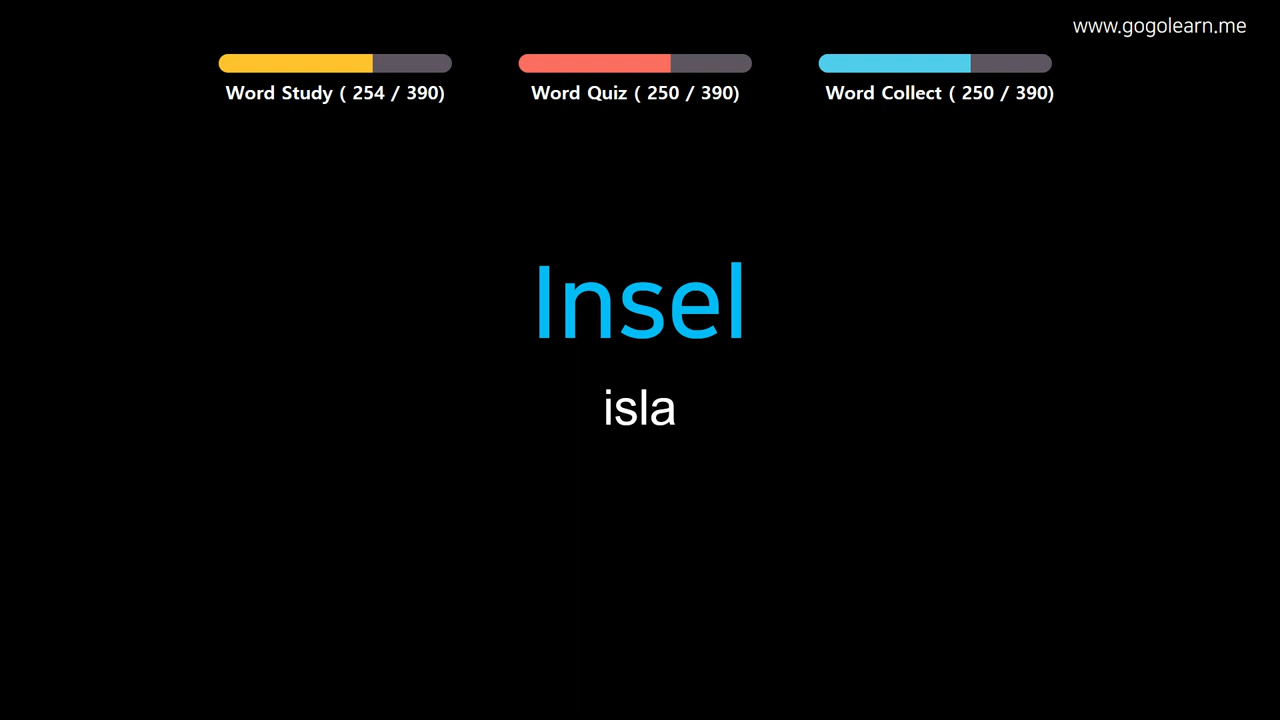 www.gogolearn.me
Word Study ( 254 / 390)
Word Quiz ( 250 / 390)
Word Collect ( 250 / 390)
Insel
isla